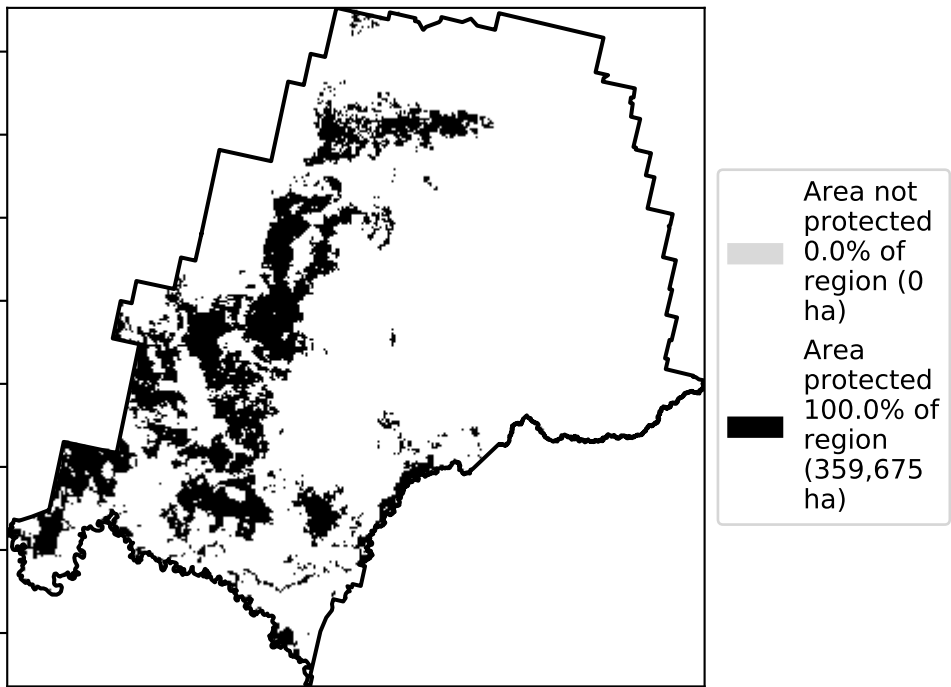 Area not
protected
0.0% of
region (0
ha)
Area
protected
100.0% of
region
(359,675
ha)